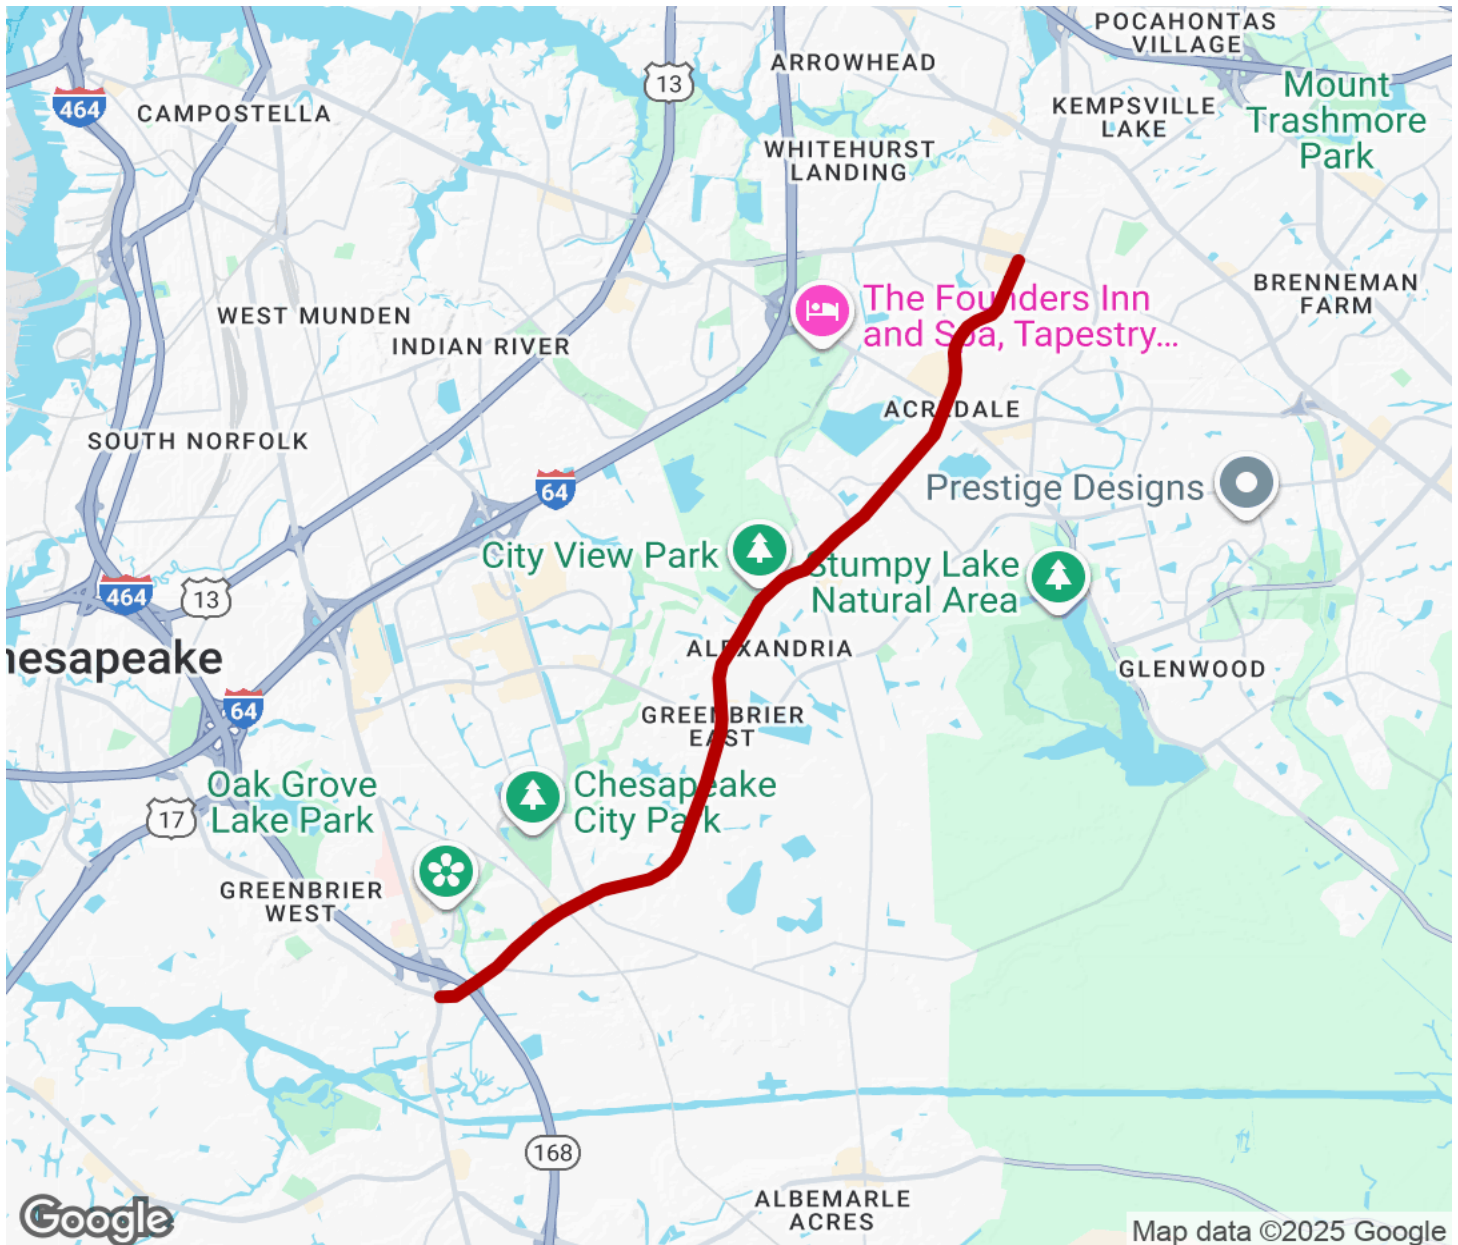 POCAHONTAS
VILLAGE
ARROWHEAD
13
Mount
Trashmore
Park
464
CAMPOSTELLA
KEMPSVILLE
LAKE
WHITEHURST
LANDING
BRENNEMAN
FARM
The Founders Inn
and Spa, Tapestry...
WEST MUNDEN
INDIAN RIVER
ACREDALE
SOUTH NORFOLK
64
Prestige Designs
City View Park
Stumpy Lake
Natural Area
464
13
ALEXANDRIA
hesapeake
GLENWOOD
64
GREENBRIER
EAST
Oak Grove
Lake Park
Chesapeake
City Park
17
GREENBRIER
WEST
168
ALBEMARLE
ACRES
Google
Map data ©2025 Google